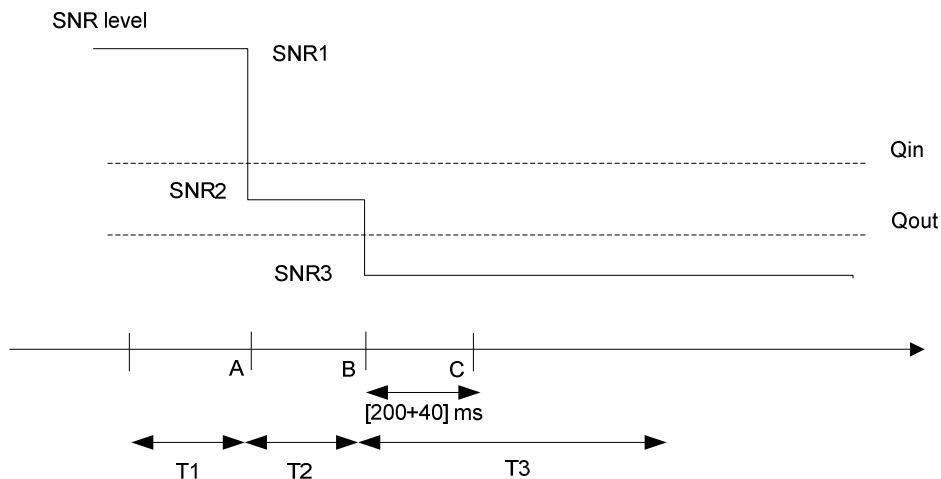 SNR level
SNR1
Qin
SNR2
Qout
SNR3
A
B
C
[200+40] ms
T1
T2
T3